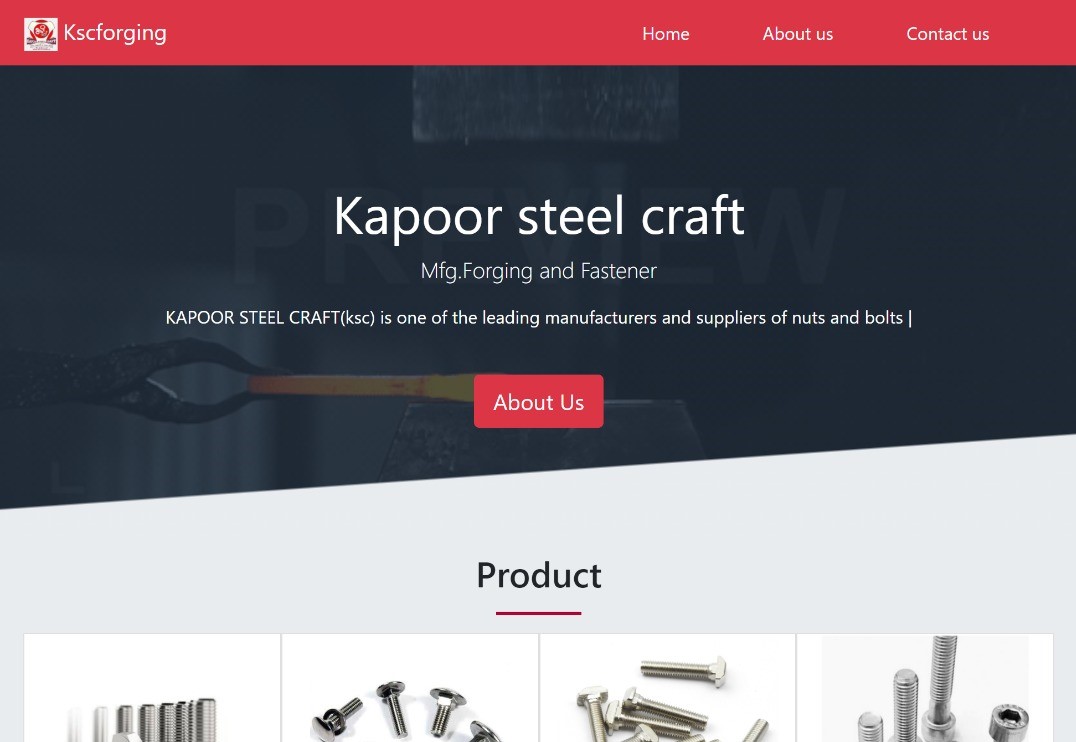 Kscforging
Home
About us
Contact us
PREVIEW
Kapoor steel craft
Mfg.Forging and Fastener
KAPOOR STEEL CRAFT(ksc) is one of the leading manufacturers and suppliers of nuts and bolts |
About Us
Product